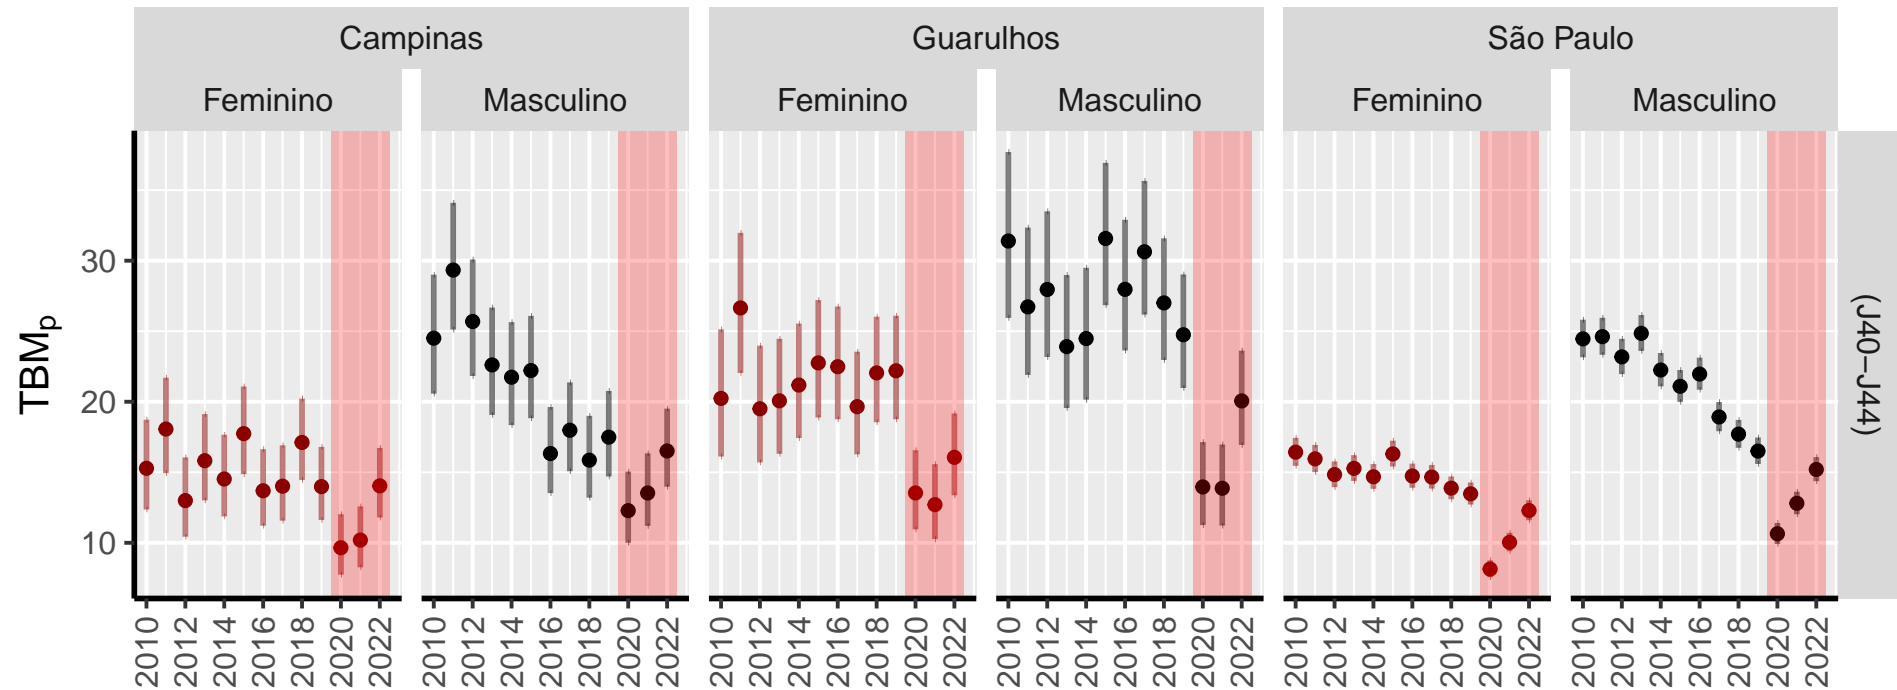 Campinas Guarulhos São Paulo
Feminino Masculino Feminino Masculino Feminino Masculino
TBMp
30
20
10
(J40–J44)
2010 2012 2014 2016 2018 2020 2022 2010 2012 2014 2016 2018 2020 2022 2010 2012 2014 2016 2018 2020 2022 2010 2012 2014 2016 2018 2020 2022 2010 2012 2014 2016 2018 2020 2022 2010 2012 2014 2016 2018 2020 2022